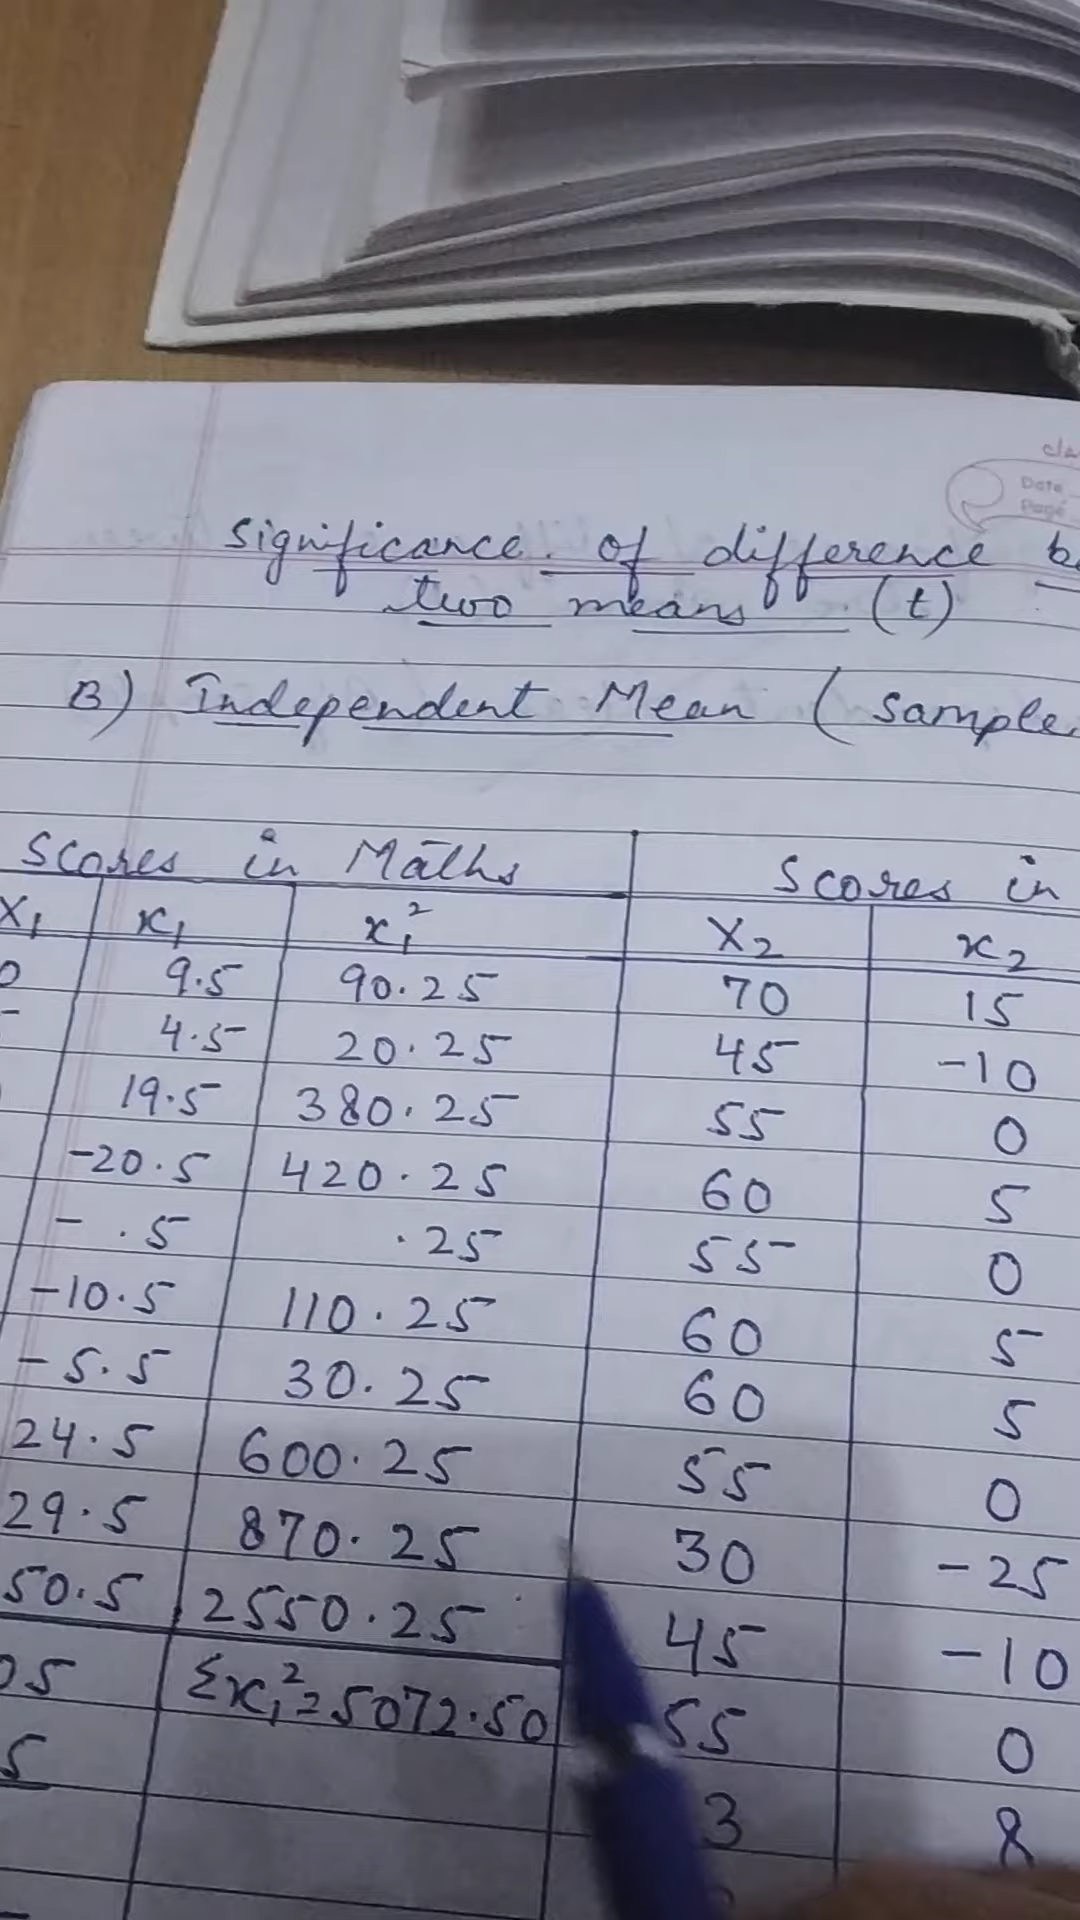 Date
Page
significance of difference
two means (t)
B) Independent Mean (sample
Scores in Maths Scores in
X₁ x₁ x₁² X₂ x₂
0 9.5 90.25 70 15
4.5 20.25 45 -10
19.5 380.25 55 0
-20.5 420.25 60 5
- .5 .25 55 0
-10.5 110.25 60 5
-5.5 30.25 60 5
24.5 600.25 55 0
29.5 870.25 30 -25
50.5 2550.25 45 -10
05 Σx₁²=5072.50 55 0
5 3 8